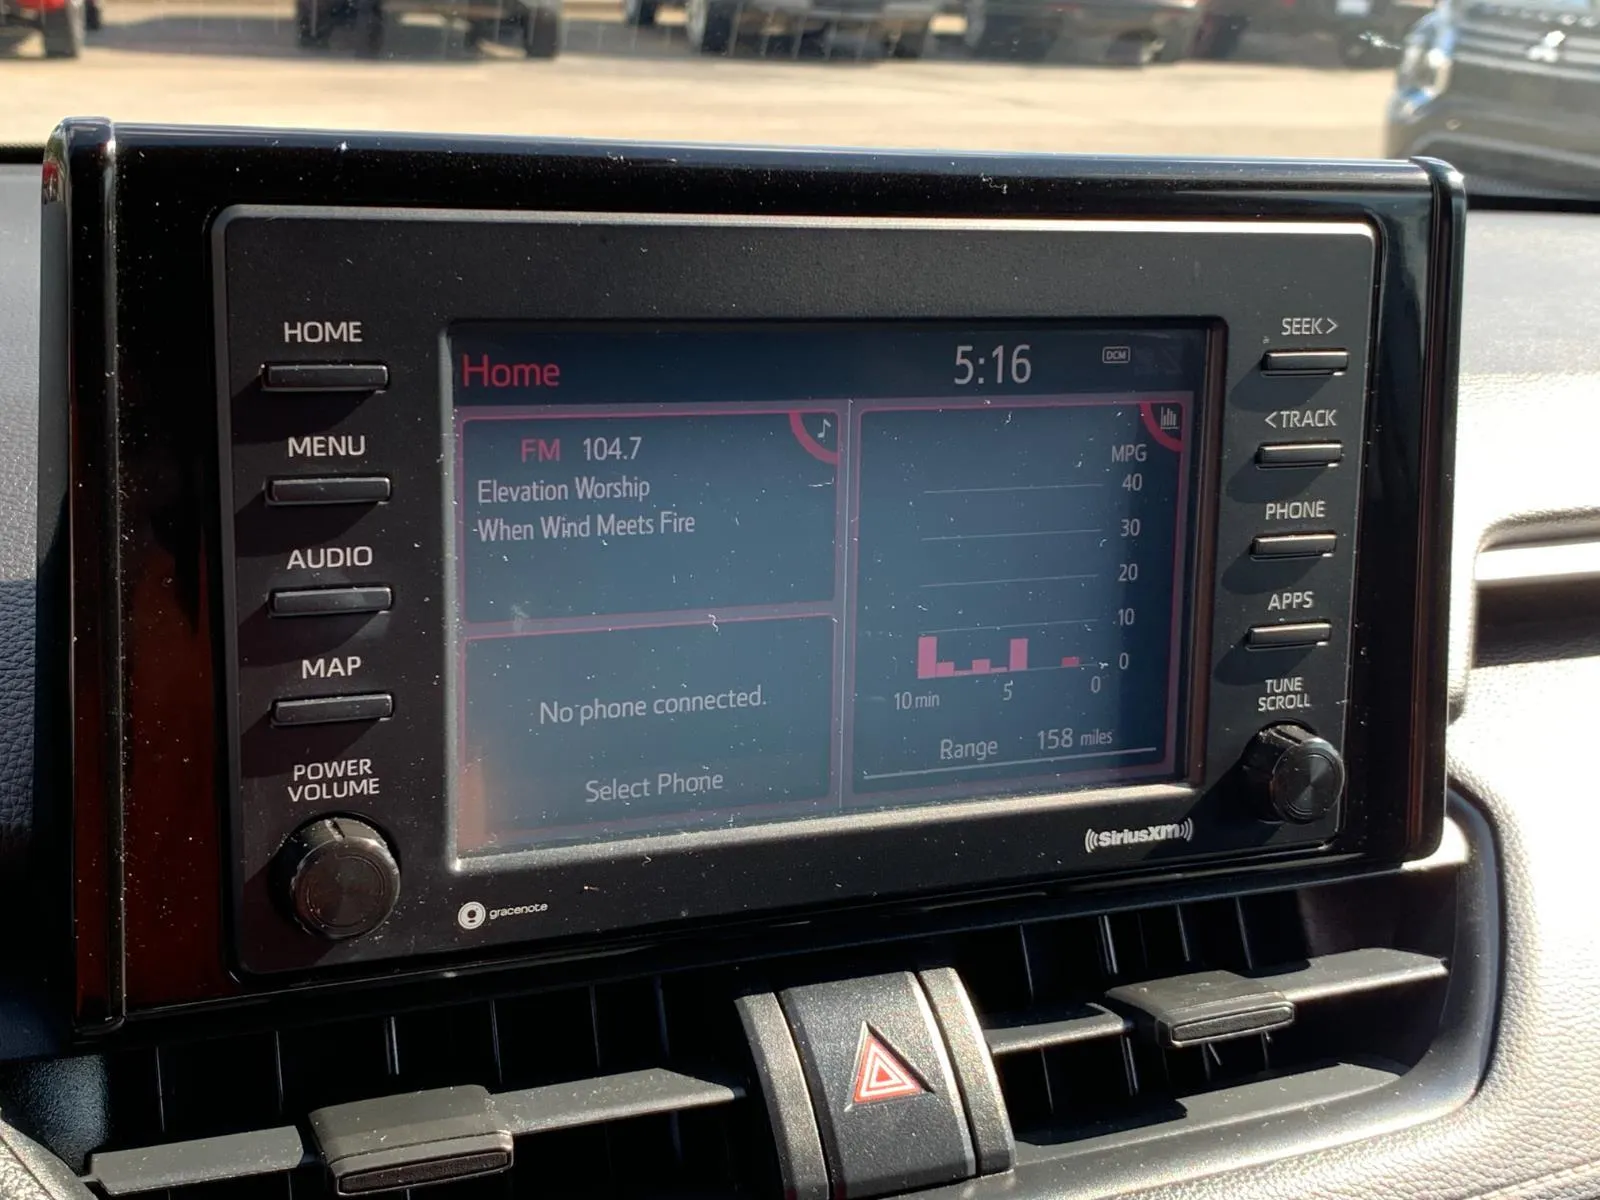 HOME
MENU
AUDIO
MAP
POWER
VOLUME
Home
5:16
DCM
FM 104.7
Elevation Worship
When Wind Meets Fire
No phone connected.
Select Phone
MPG
40
30
20
10
0
10 min 5 0
Range 158 miles
SEEK>
<TRACK
PHONE
APPS
TUNE
SCROLL
gracenote
((SiriusXM))